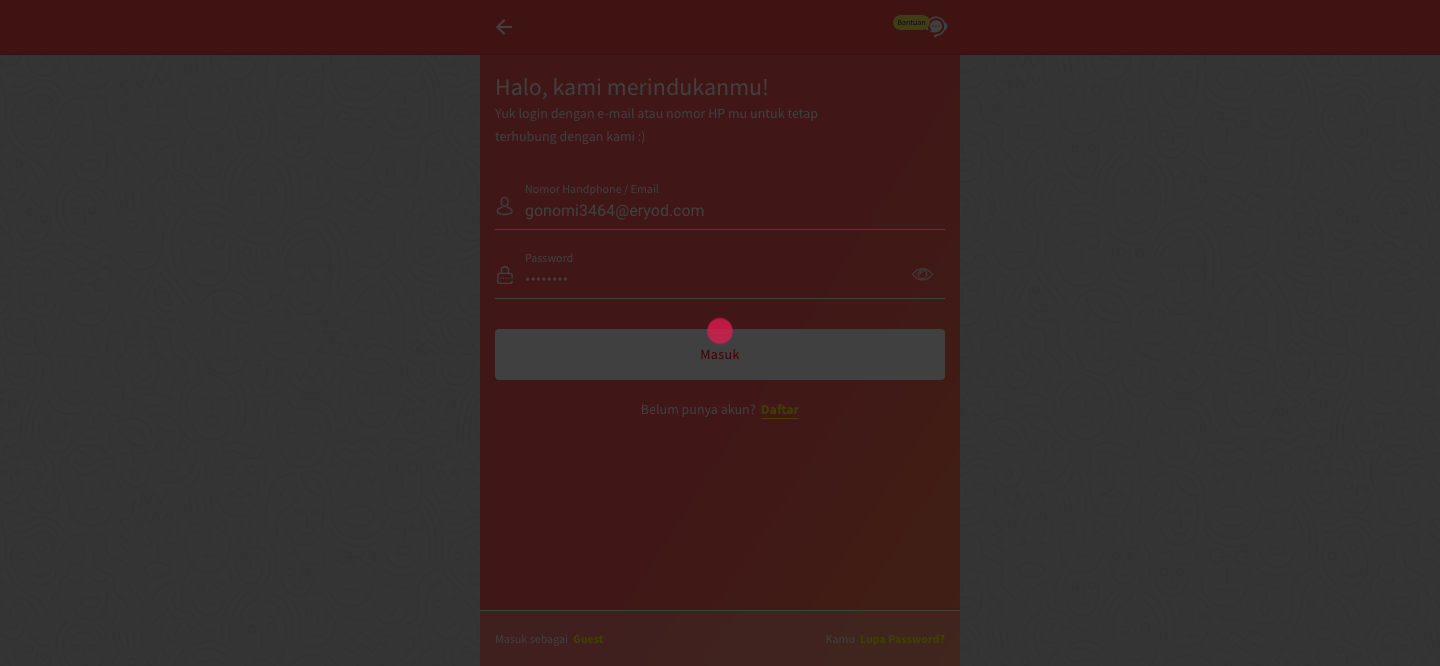 Bantuan
Halo, kami merindukanmu!
Yuk login dengan e-mail atau nomor HP mu untuk tetap
terhubung dengan kami :)
Nomor Handphone / Email
gonomi3464@eryod.com
Password
••••••••
Masuk
Belum punya akun? Daftar
Masuk sebagai Guest
Kamu Lupa Password?